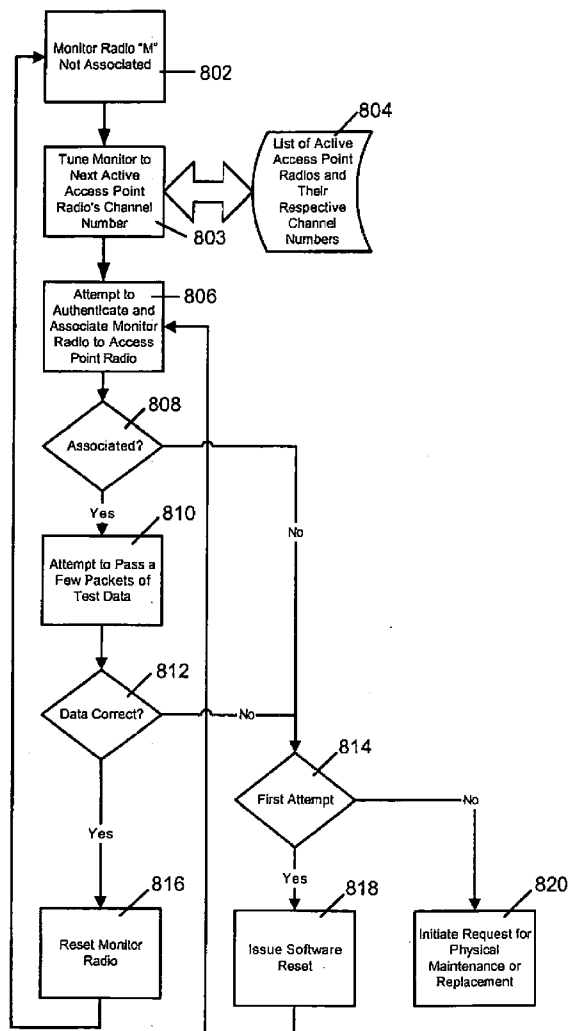 Monitor Radio "M"
Not Associated
802
804
Tune Monitor to
Next Active
Access Point
Radio's Channel
Number
803
List of Active
Access Point
Radios and
Their
Respective
Channel
Numbers
Attempt to
Authenticate and
Associate Monitor
Radio to Access
Point Radio
806
808
Associated?
Yes
No
810
Attempt to Pass a
Few Packets of
Test Data
812
Data Correct?
No
814
First Attempt
No
Yes
Yes
816
Reset Monitor
Radio
818
Issue Software
Reset
820
Initiate Request for
Physical
Maintenance or
Replacement